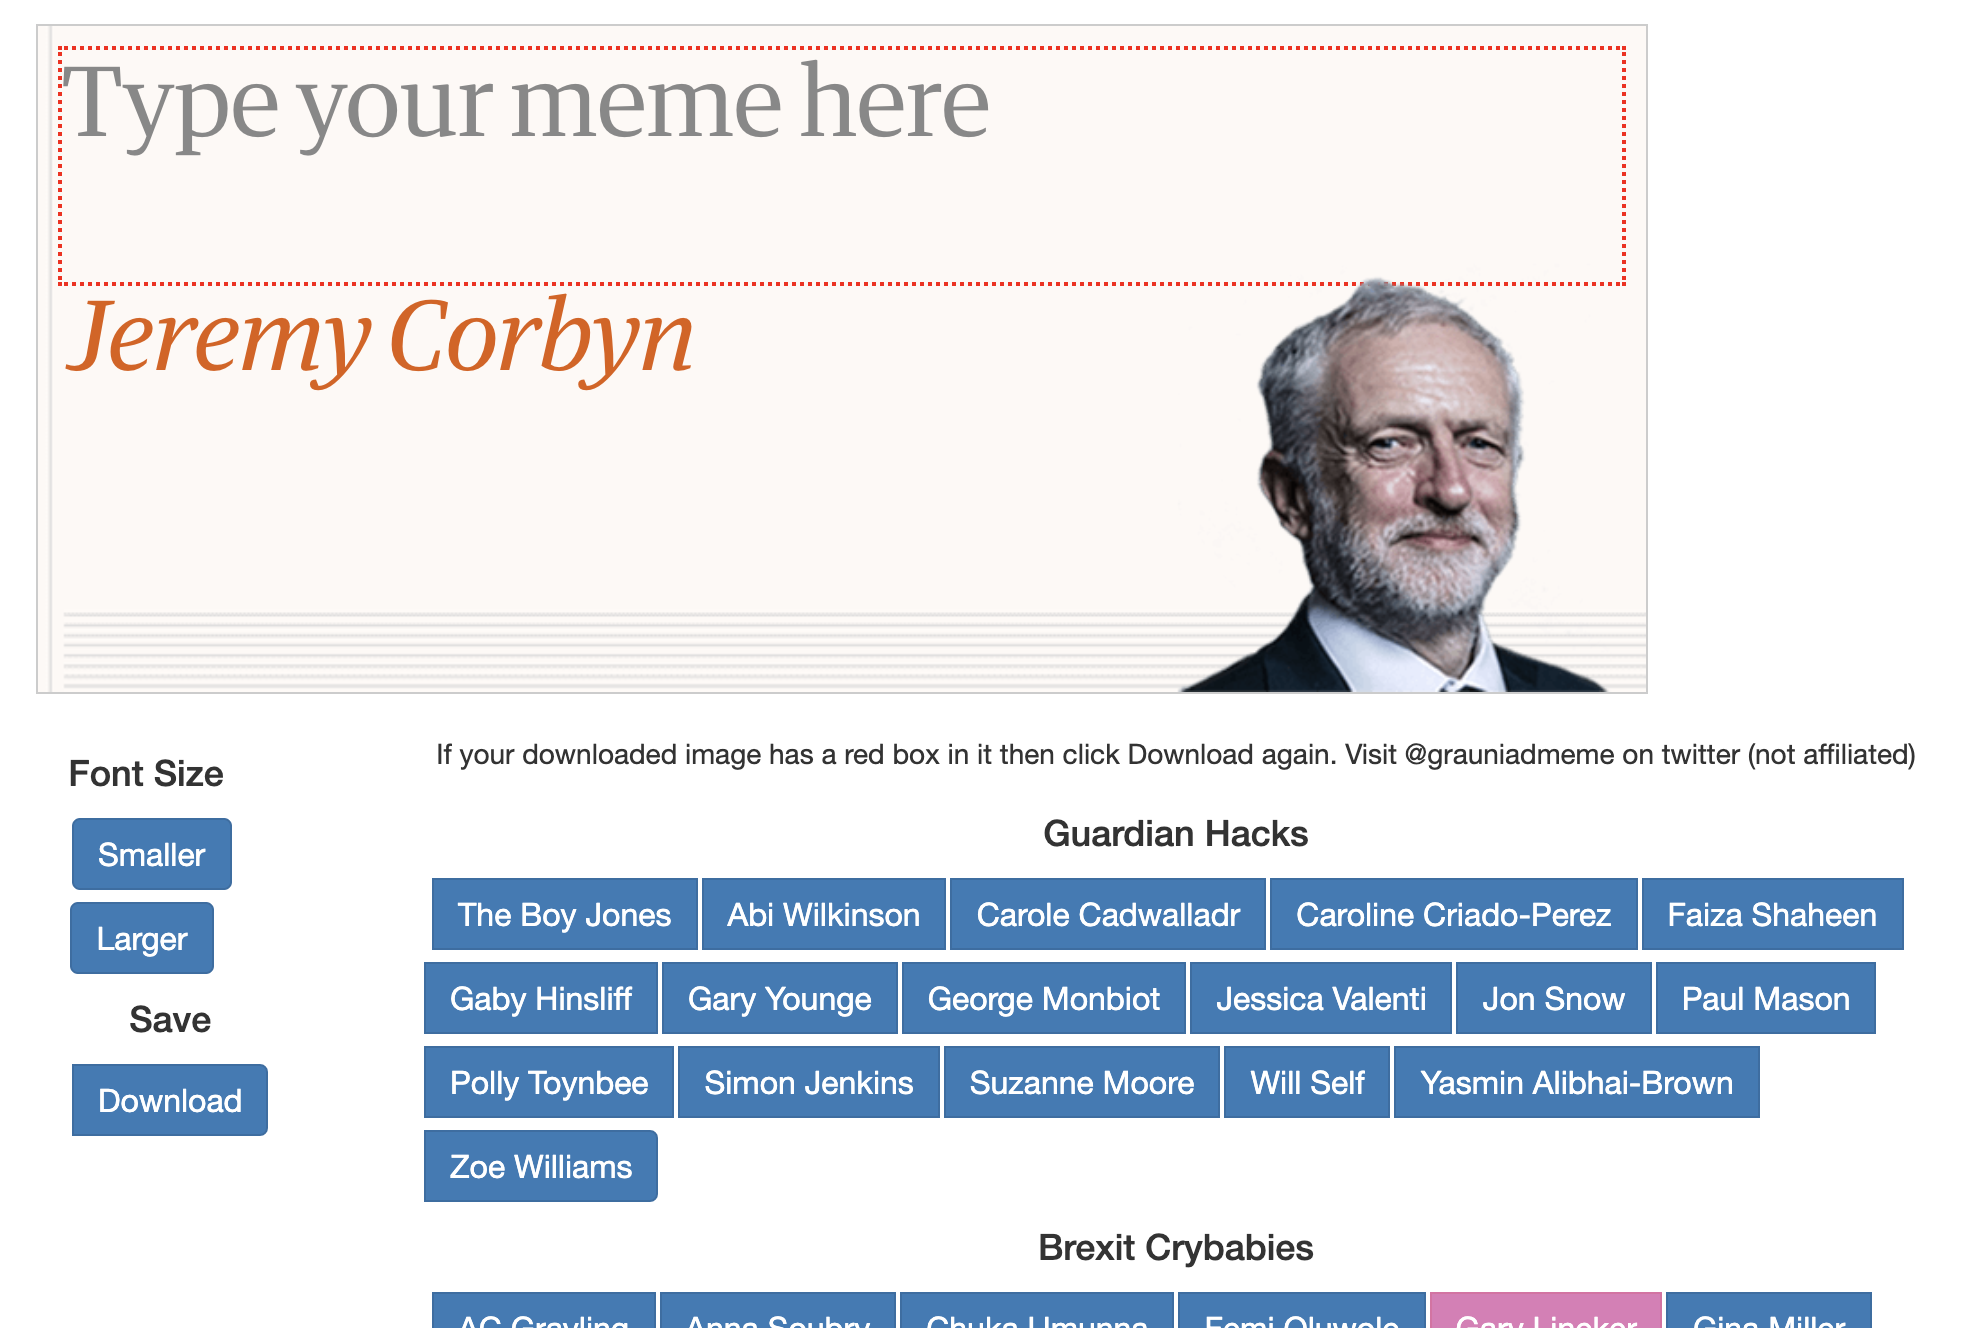 Type your meme here
Jeremy Corbyn
Font Size
Smaller
Larger
Save
Download
If your downloaded image has a red box in it then click Download again. Visit @grauniadmeme on twitter (not affiliated)
Guardian Hacks
The Boy Jones Abi Wilkinson Carole Cadwalladr Caroline Criado-Perez Faiza Shaheen
Gaby Hinsliff Gary Younge George Monbiot Jessica Valenti Jon Snow Paul Mason
Polly Toynbee Simon Jenkins Suzanne Moore Will Self Yasmin Alibhai-Brown
Zoe Williams
Brexit Crybabies
AC Grayling Anna Soubry Chuka Umunna Femi Oluwole Gary Lineker Gina Miller